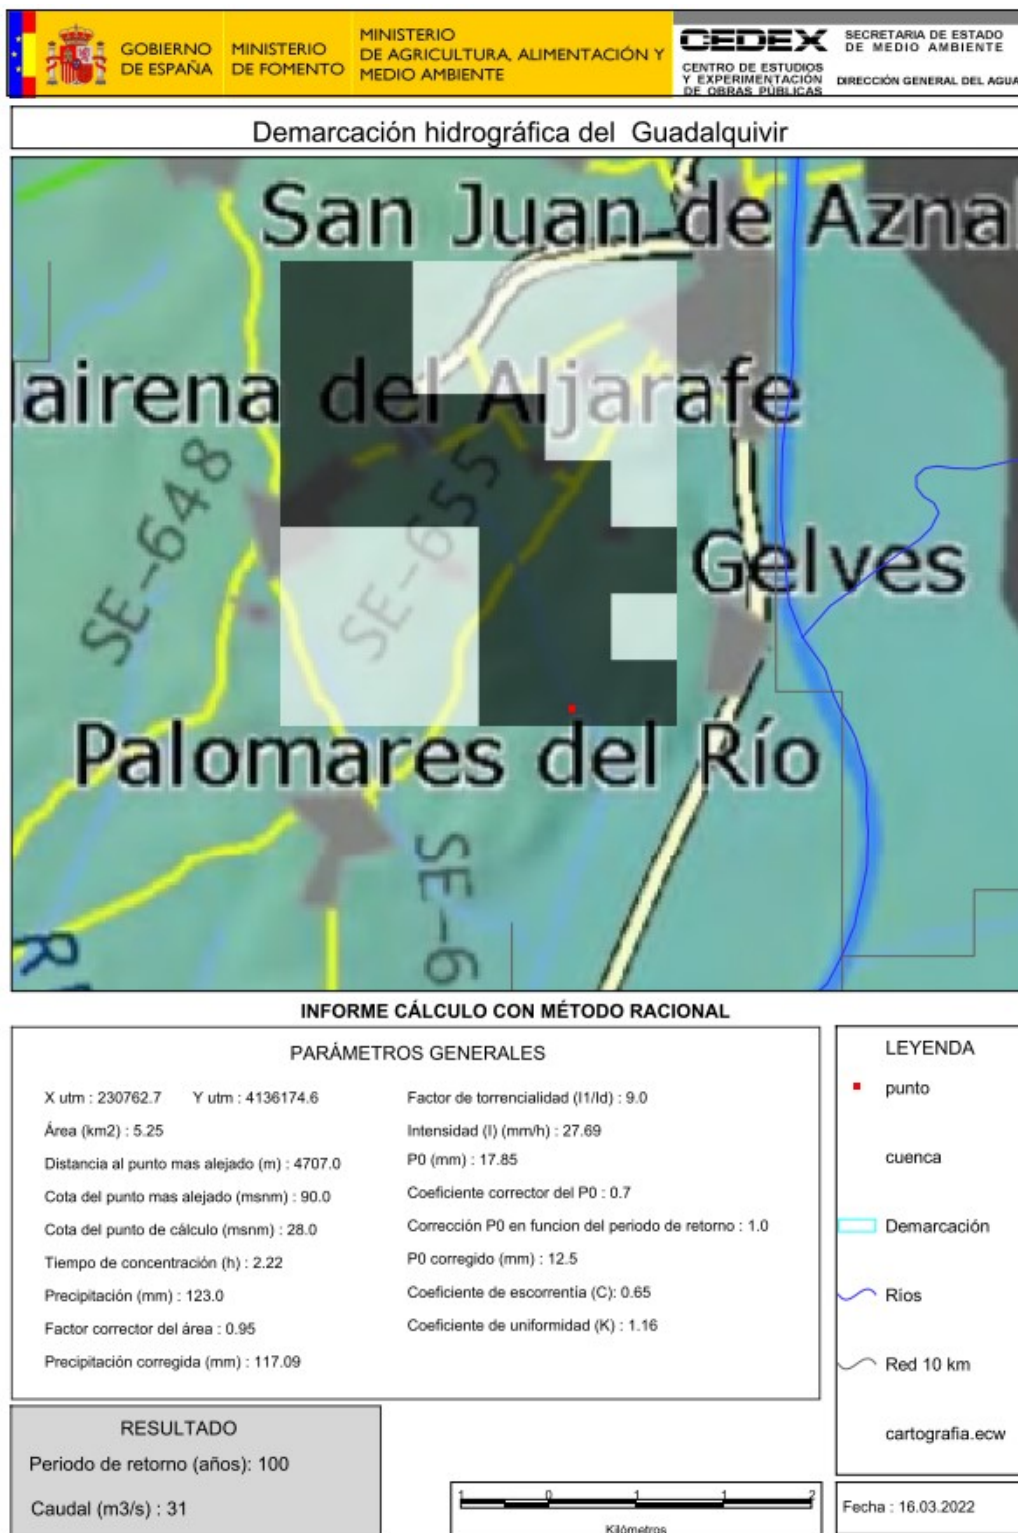 GOBIERNO
DE ESPAÑA
MINISTERIO
DE FOMENTO
MINISTERIO
DE AGRICULTURA, ALIMENTACIÓN Y
MEDIO AMBIENTE
CEDEX
CENTRO DE ESTUDIOS
Y EXPERIMENTACIÓN
DE OBRAS PÚBLICAS
SECRETARIA DE ESTADO
DE MEDIO AMBIENTE
DIRECCIÓN GENERAL DEL AGUA
Demarcación hidrográfica del Guadalquivir
San Juan de Aznal
airena del Aljarafe
SE-648
SE-655
Gelves
Palomares del Río
SE-6
R
INFORME CÁLCULO CON MÉTODO RACIONAL
PARÁMETROS GENERALES
X utm : 230762.7 Y utm : 4136174.6
Área (km2) : 5.25
Distancia al punto mas alejado (m) : 4707.0
Cota del punto mas alejado (msnm) : 90.0
Cota del punto de cálculo (msnm) : 28.0
Tiempo de concentración (h) : 2.22
Precipitación (mm) : 123.0
Factor corrector del área : 0.95
Precipitación corregida (mm) : 117.09
Factor de torrencialidad (I1/Id) : 9.0
Intensidad (I) (mm/h) : 27.69
P0 (mm) : 17.85
Coeficiente corrector del P0 : 0.7
Corrección P0 en funcion del periodo de retorno : 1.0
P0 corregido (mm) : 12.5
Coeficiente de escorrentía (C): 0.65
Coeficiente de uniformidad (K) : 1.16
LEYENDA
punto
cuenca
Demarcación
Ríos
Red 10 km
cartografia.ecw
RESULTADO
Periodo de retorno (años): 100
Caudal (m3/s) : 31
1 0 1 1 2
Kilómetros
Fecha : 16.03.2022